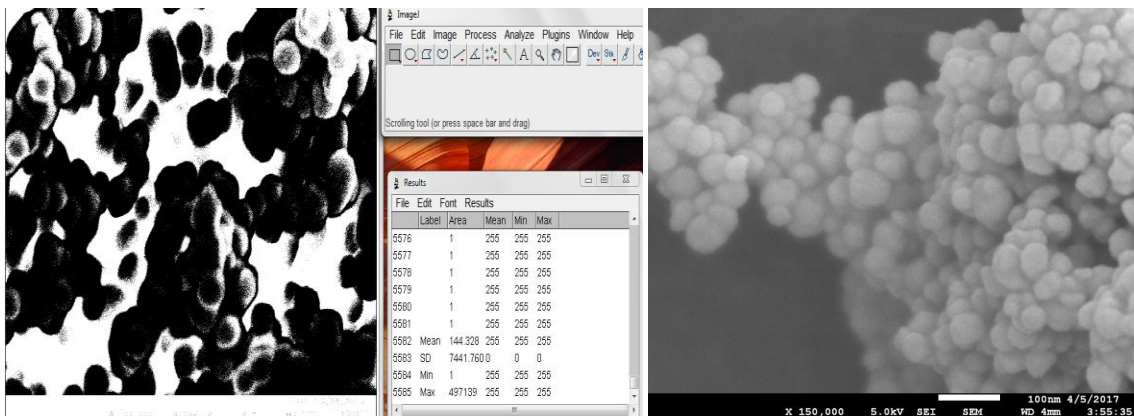 ImageJ
File Edit Image Process Analyze Plugins Window Help
Dev Stk
Scrolling tool (or press space bar and drag)
Results
File Edit Font Results
Label Area Mean Min Max
5576 1 255 255 255
5577 1 255 255 255
5578 1 255 255 255
5579 1 255 255 255
5580 1 255 255 255
5581 1 255 255 255
5582 Mean 144.328 255 255 255
5583 SD 7441.760 0 0 0
5584 Min 1 255 255 255
5585 Max 497139 255 255 255
100nm 4/5/2017
X 150,000 5.0kV SEI SEM WD 4mm 3:55:35